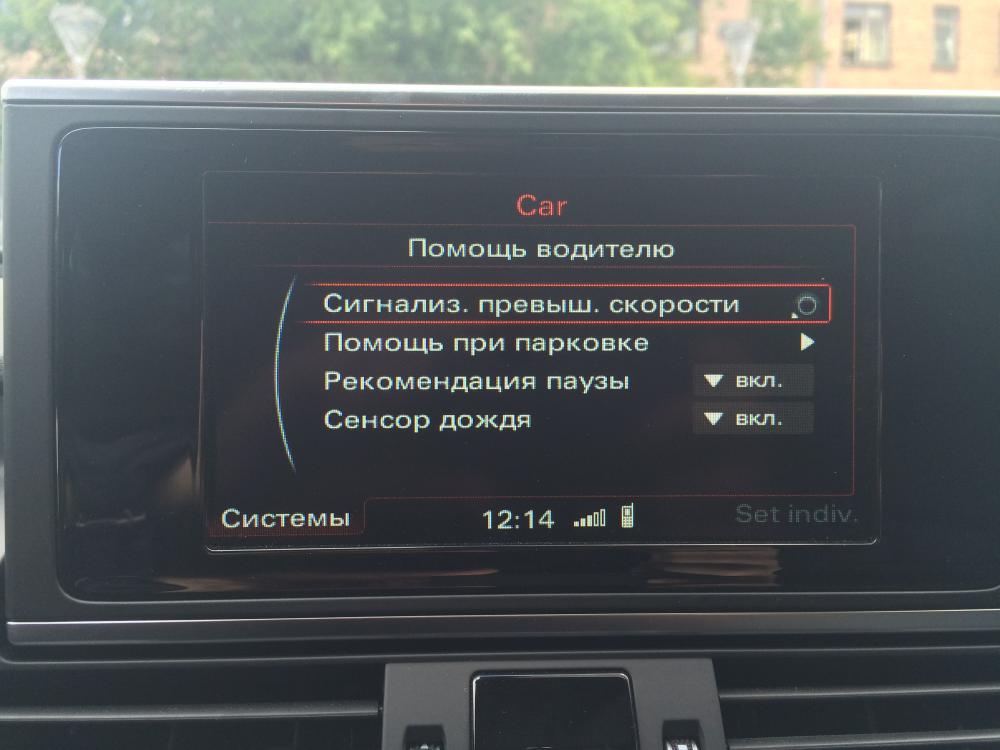 Car
Помощь водителю
Сигнализ. превыш. скорости
Помощь при парковке
Рекомендация паузы вкл.
Сенсор дождя вкл.
Системы 12:14 Set indiv.